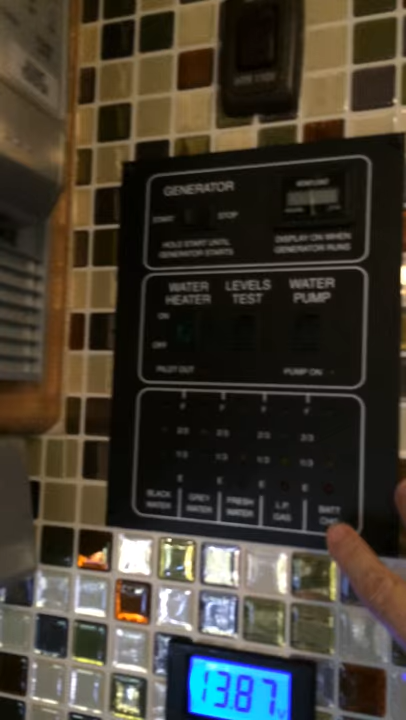 GENERATOR
START STOP
HOLD START UNTIL
GENERATOR STARTS
DISPLAY ON WHEN
GENERATOR RUNS
WATER
HEATER
LEVELS
TEST
WATER
PUMP
ON
OFF
PILOT OUT
PUMP ON
F F F F
2/3 2/3 2/3 2/3
1/3 1/3 1/3 1/3
E E E E
BLACK
WATER
GREY
WATER
FRESH
WATER
L.P.
GAS
BATT
13.87